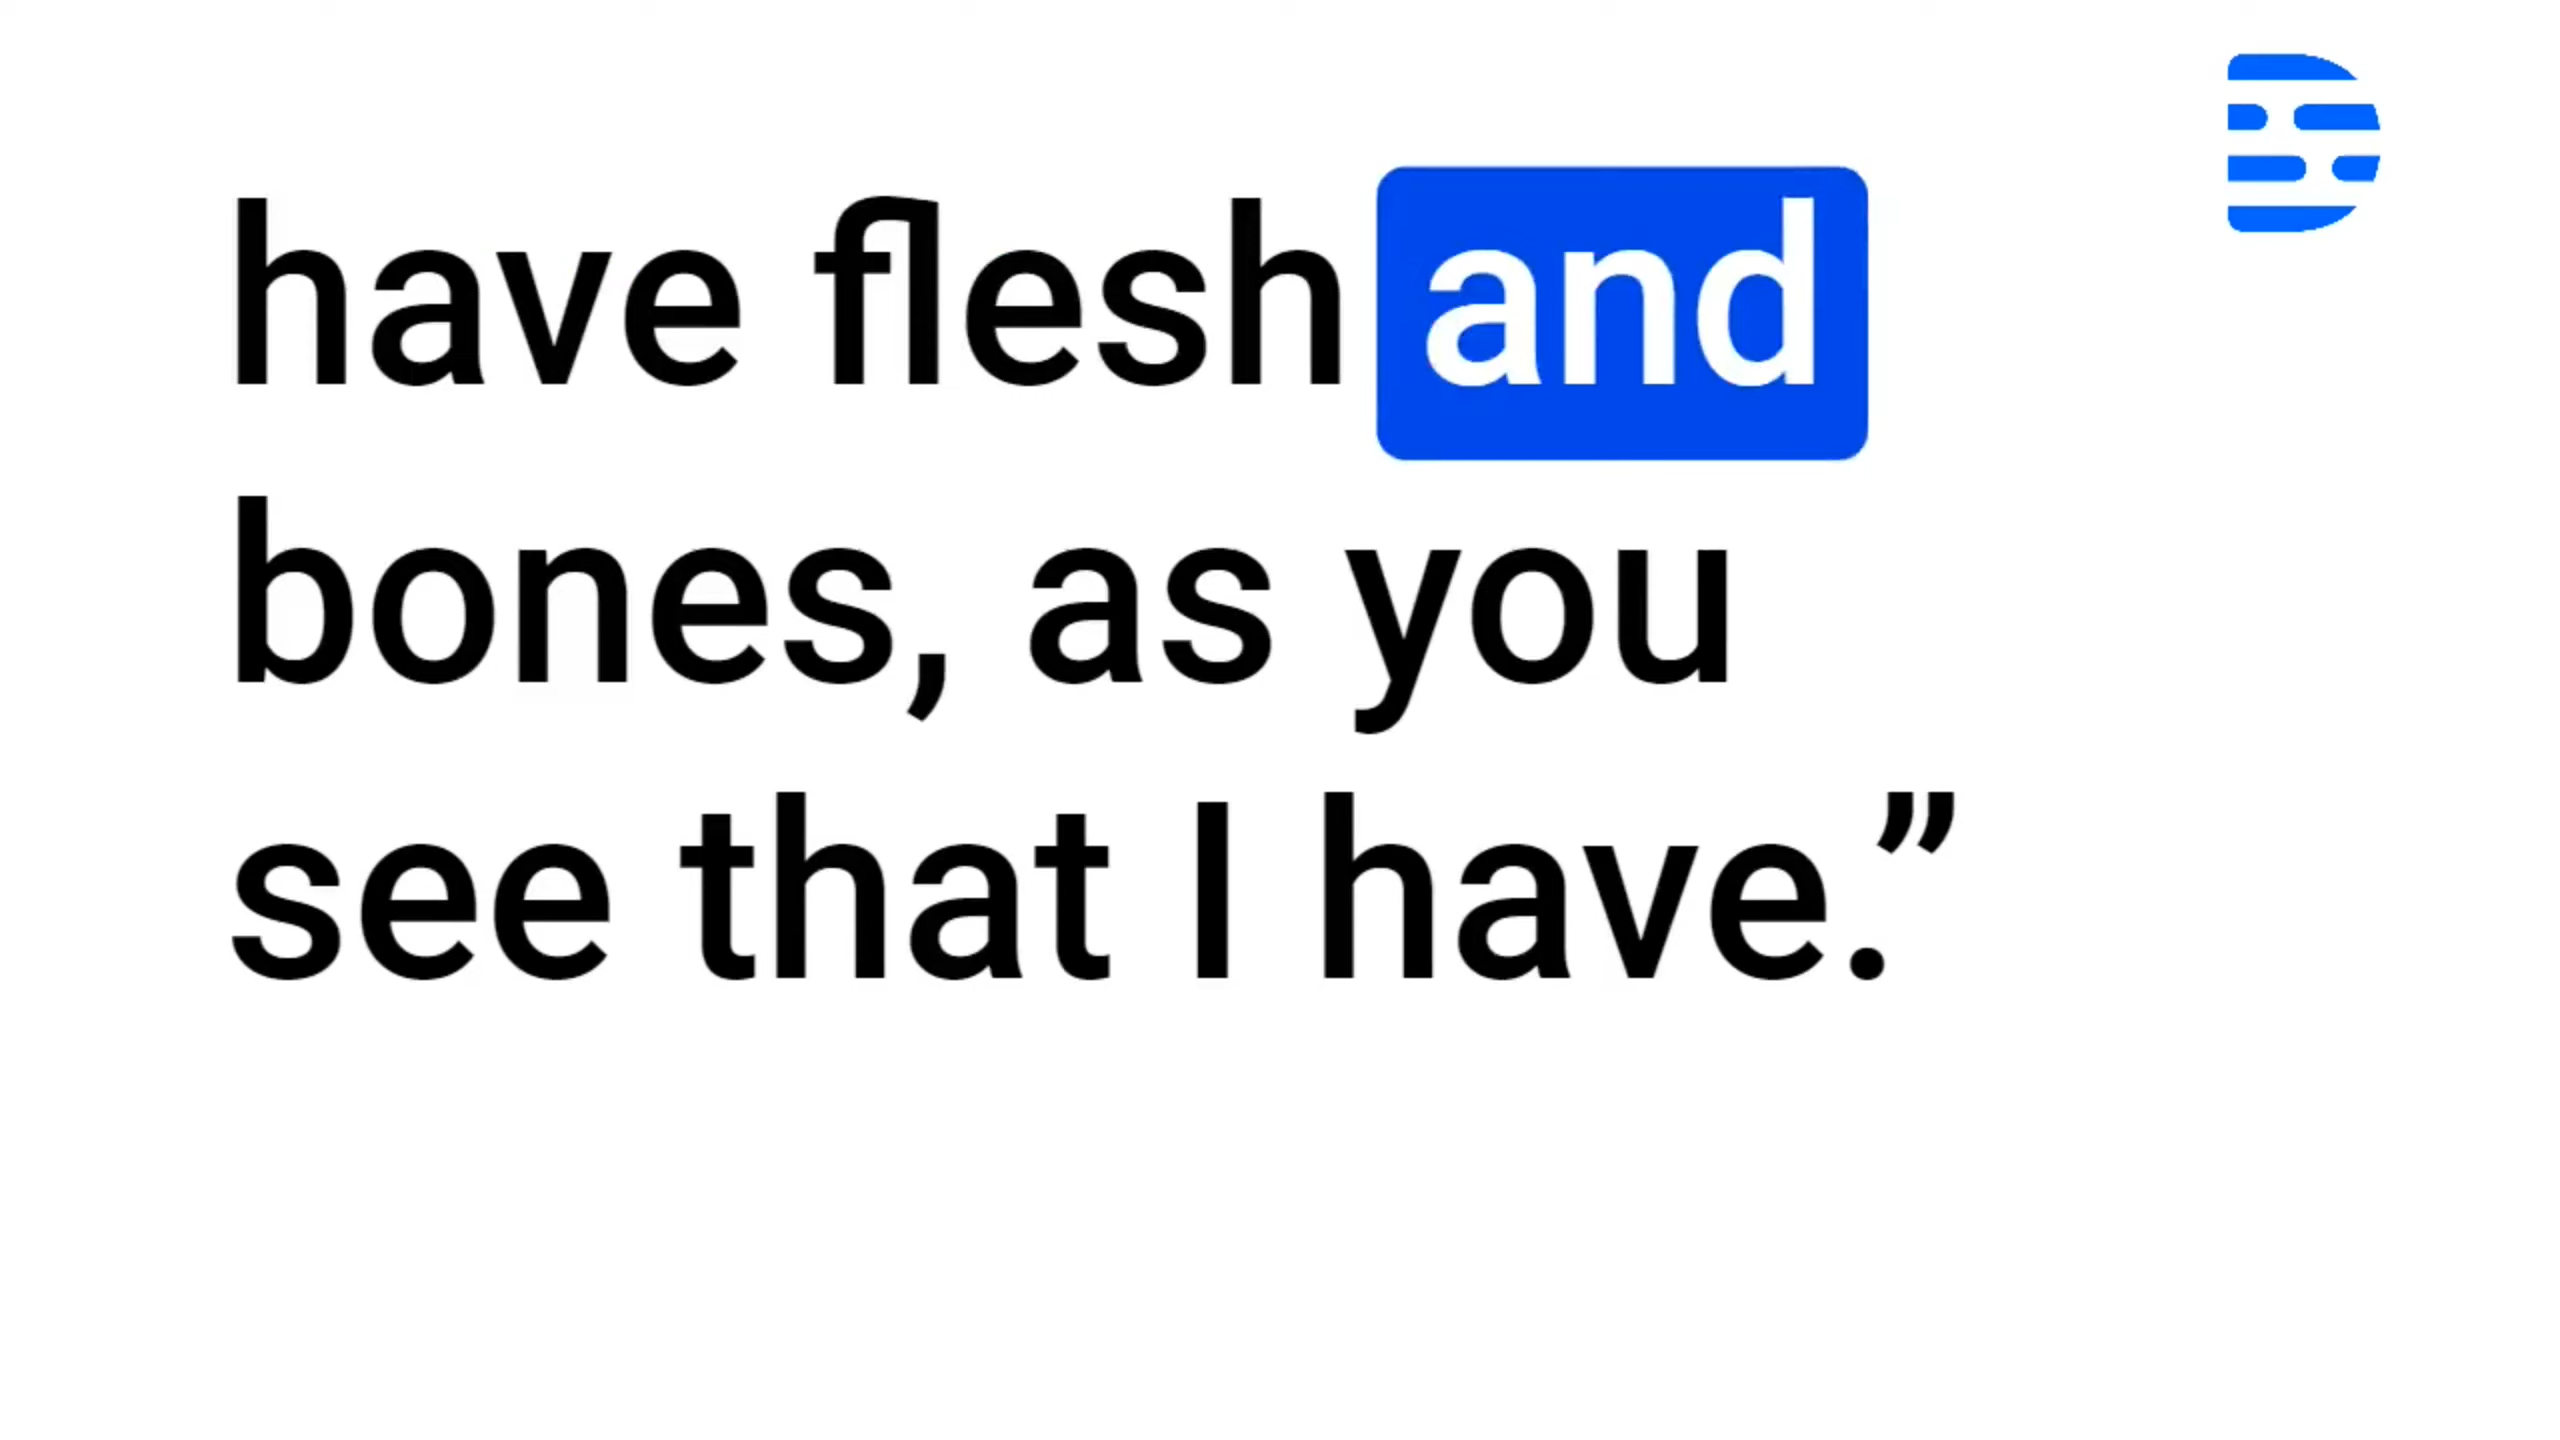 have flesh and
bones, as you
see that I have.”